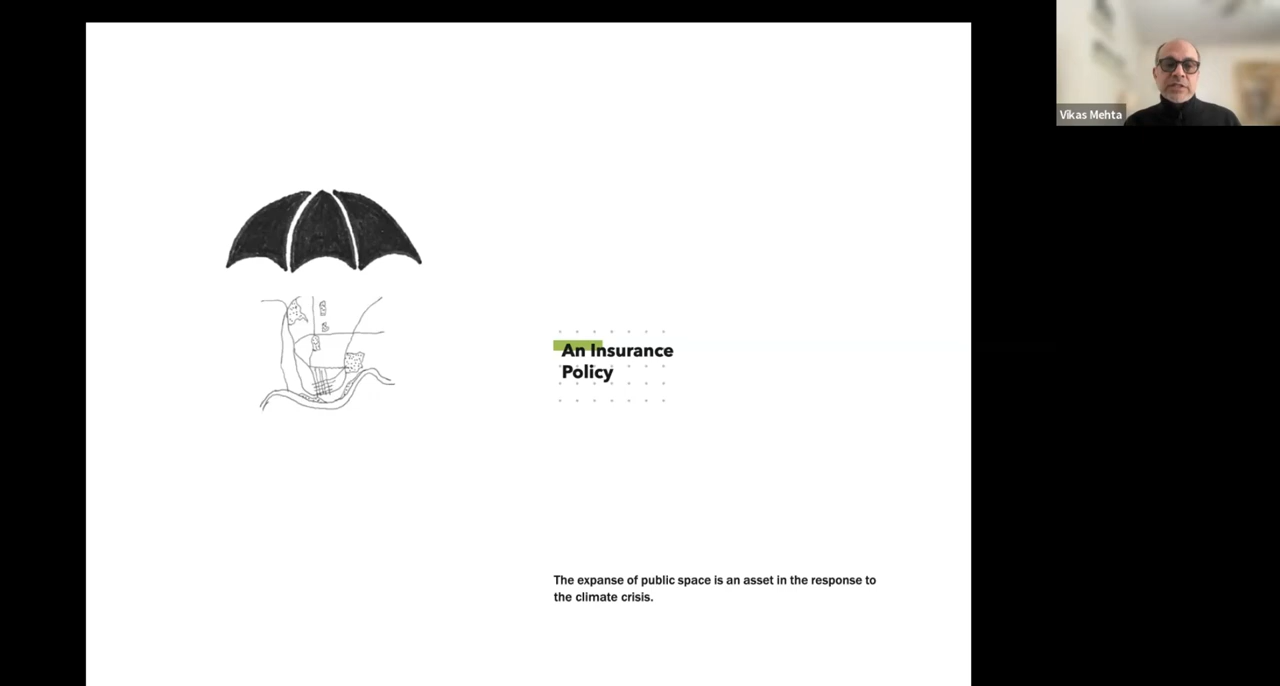 Vikas Mehta
An Insurance
Policy
The expanse of public space is an asset in the response to
the climate crisis.